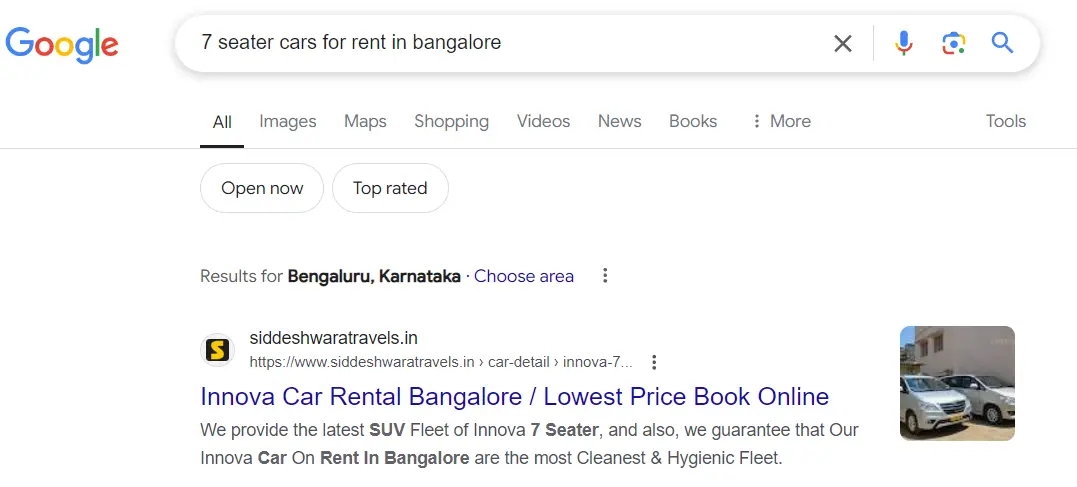 Google
7 seater cars for rent in bangalore
All Images Maps Shopping Videos News Books More Tools
Open now Top rated
Results for Bengaluru, Karnataka · Choose area
S
siddeshwaratravels.in
https://www.siddeshwaratravels.in › car-detail › innova-7...
Innova Car Rental Bangalore / Lowest Price Book Online
We provide the latest SUV Fleet of Innova 7 Seater, and also, we guarantee that Our
Innova Car On Rent In Bangalore are the most Cleanest & Hygienic Fleet.